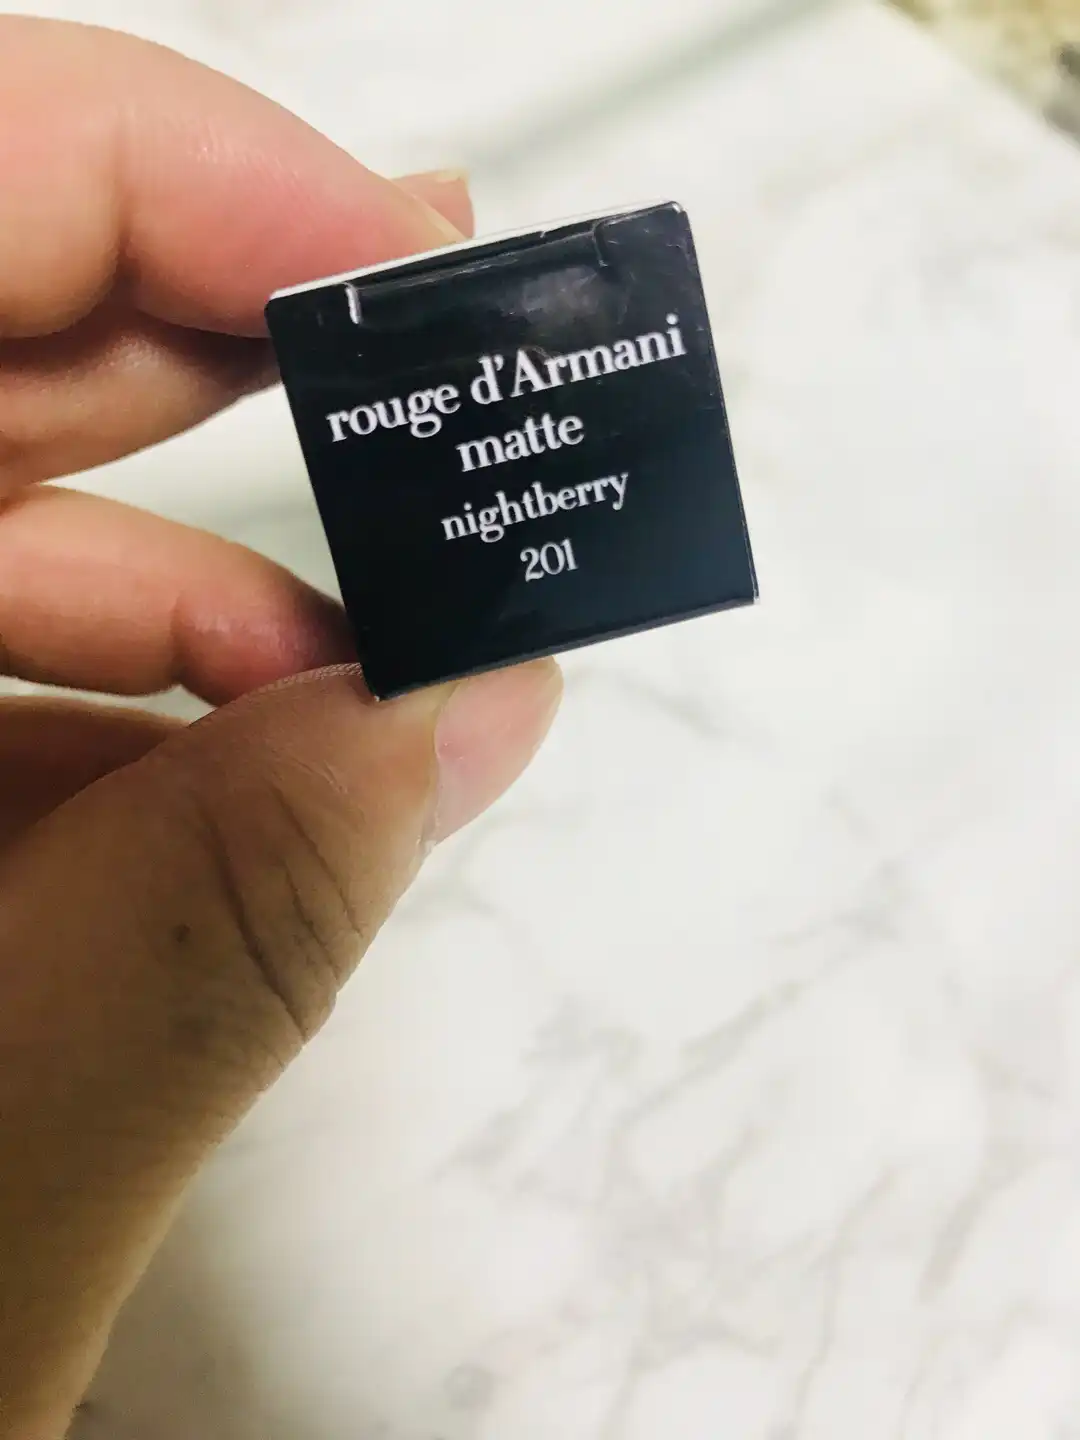 rouge d'Armani
matte
nightberry
201